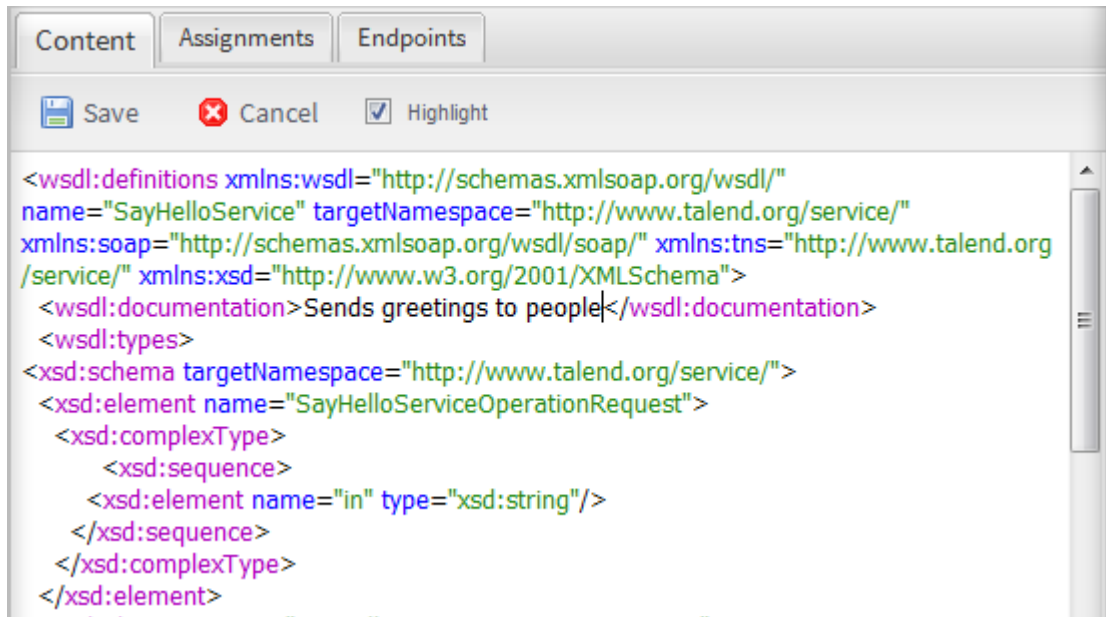 Content Assignments Endpoints
Save Cancel Highlight
<wsdl:definitions xmlns:wsdl="http://schemas.xmlsoap.org/wsdl/"
name="SayHelloService" targetNamespace="http://www.talend.org/service/"
xmlns:soap="http://schemas.xmlsoap.org/wsdl/soap/" xmlns:tns="http://www.talend.org
/service/" xmlns:xsd="http://www.w3.org/2001/XMLSchema">
<wsdl:documentation>Sends greetings to people</wsdl:documentation>
<wsdl:types>
<xsd:schema targetNamespace="http://www.talend.org/service/">
<xsd:element name="SayHelloServiceOperationRequest">
<xsd:complexType>
<xsd:sequence>
<xsd:element name="in" type="xsd:string"/>
</xsd:sequence>
</xsd:complexType>
</xsd:element>